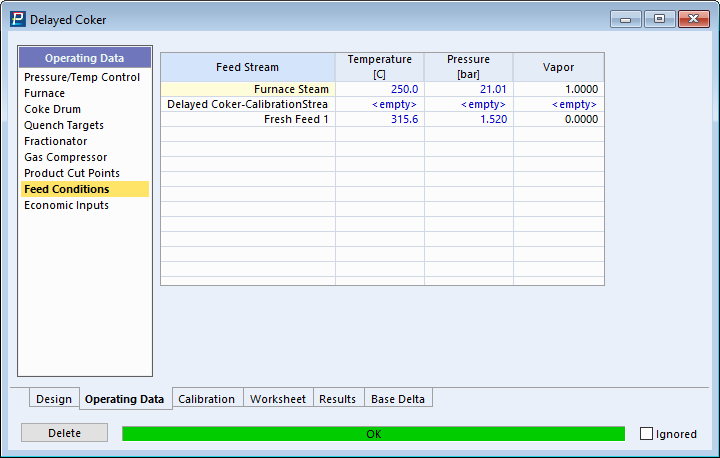 Delayed Coker
Operating Data
Pressure/Temp Control
Furnace
Coke Drum
Quench Targets
Fractionator
Gas Compressor
Product Cut Points
Feed Conditions
Economic Inputs
Feed Stream Temperature [C] Pressure [bar] Vapor
Furnace Steam 250.0 21.01 1.0000
Delayed Coker-CalibrationStrea <empty> <empty> <empty>
Fresh Feed 1 315.6 1.520 0.0000
Design Operating Data Calibration Worksheet Results Base Delta
Delete OK Ignored